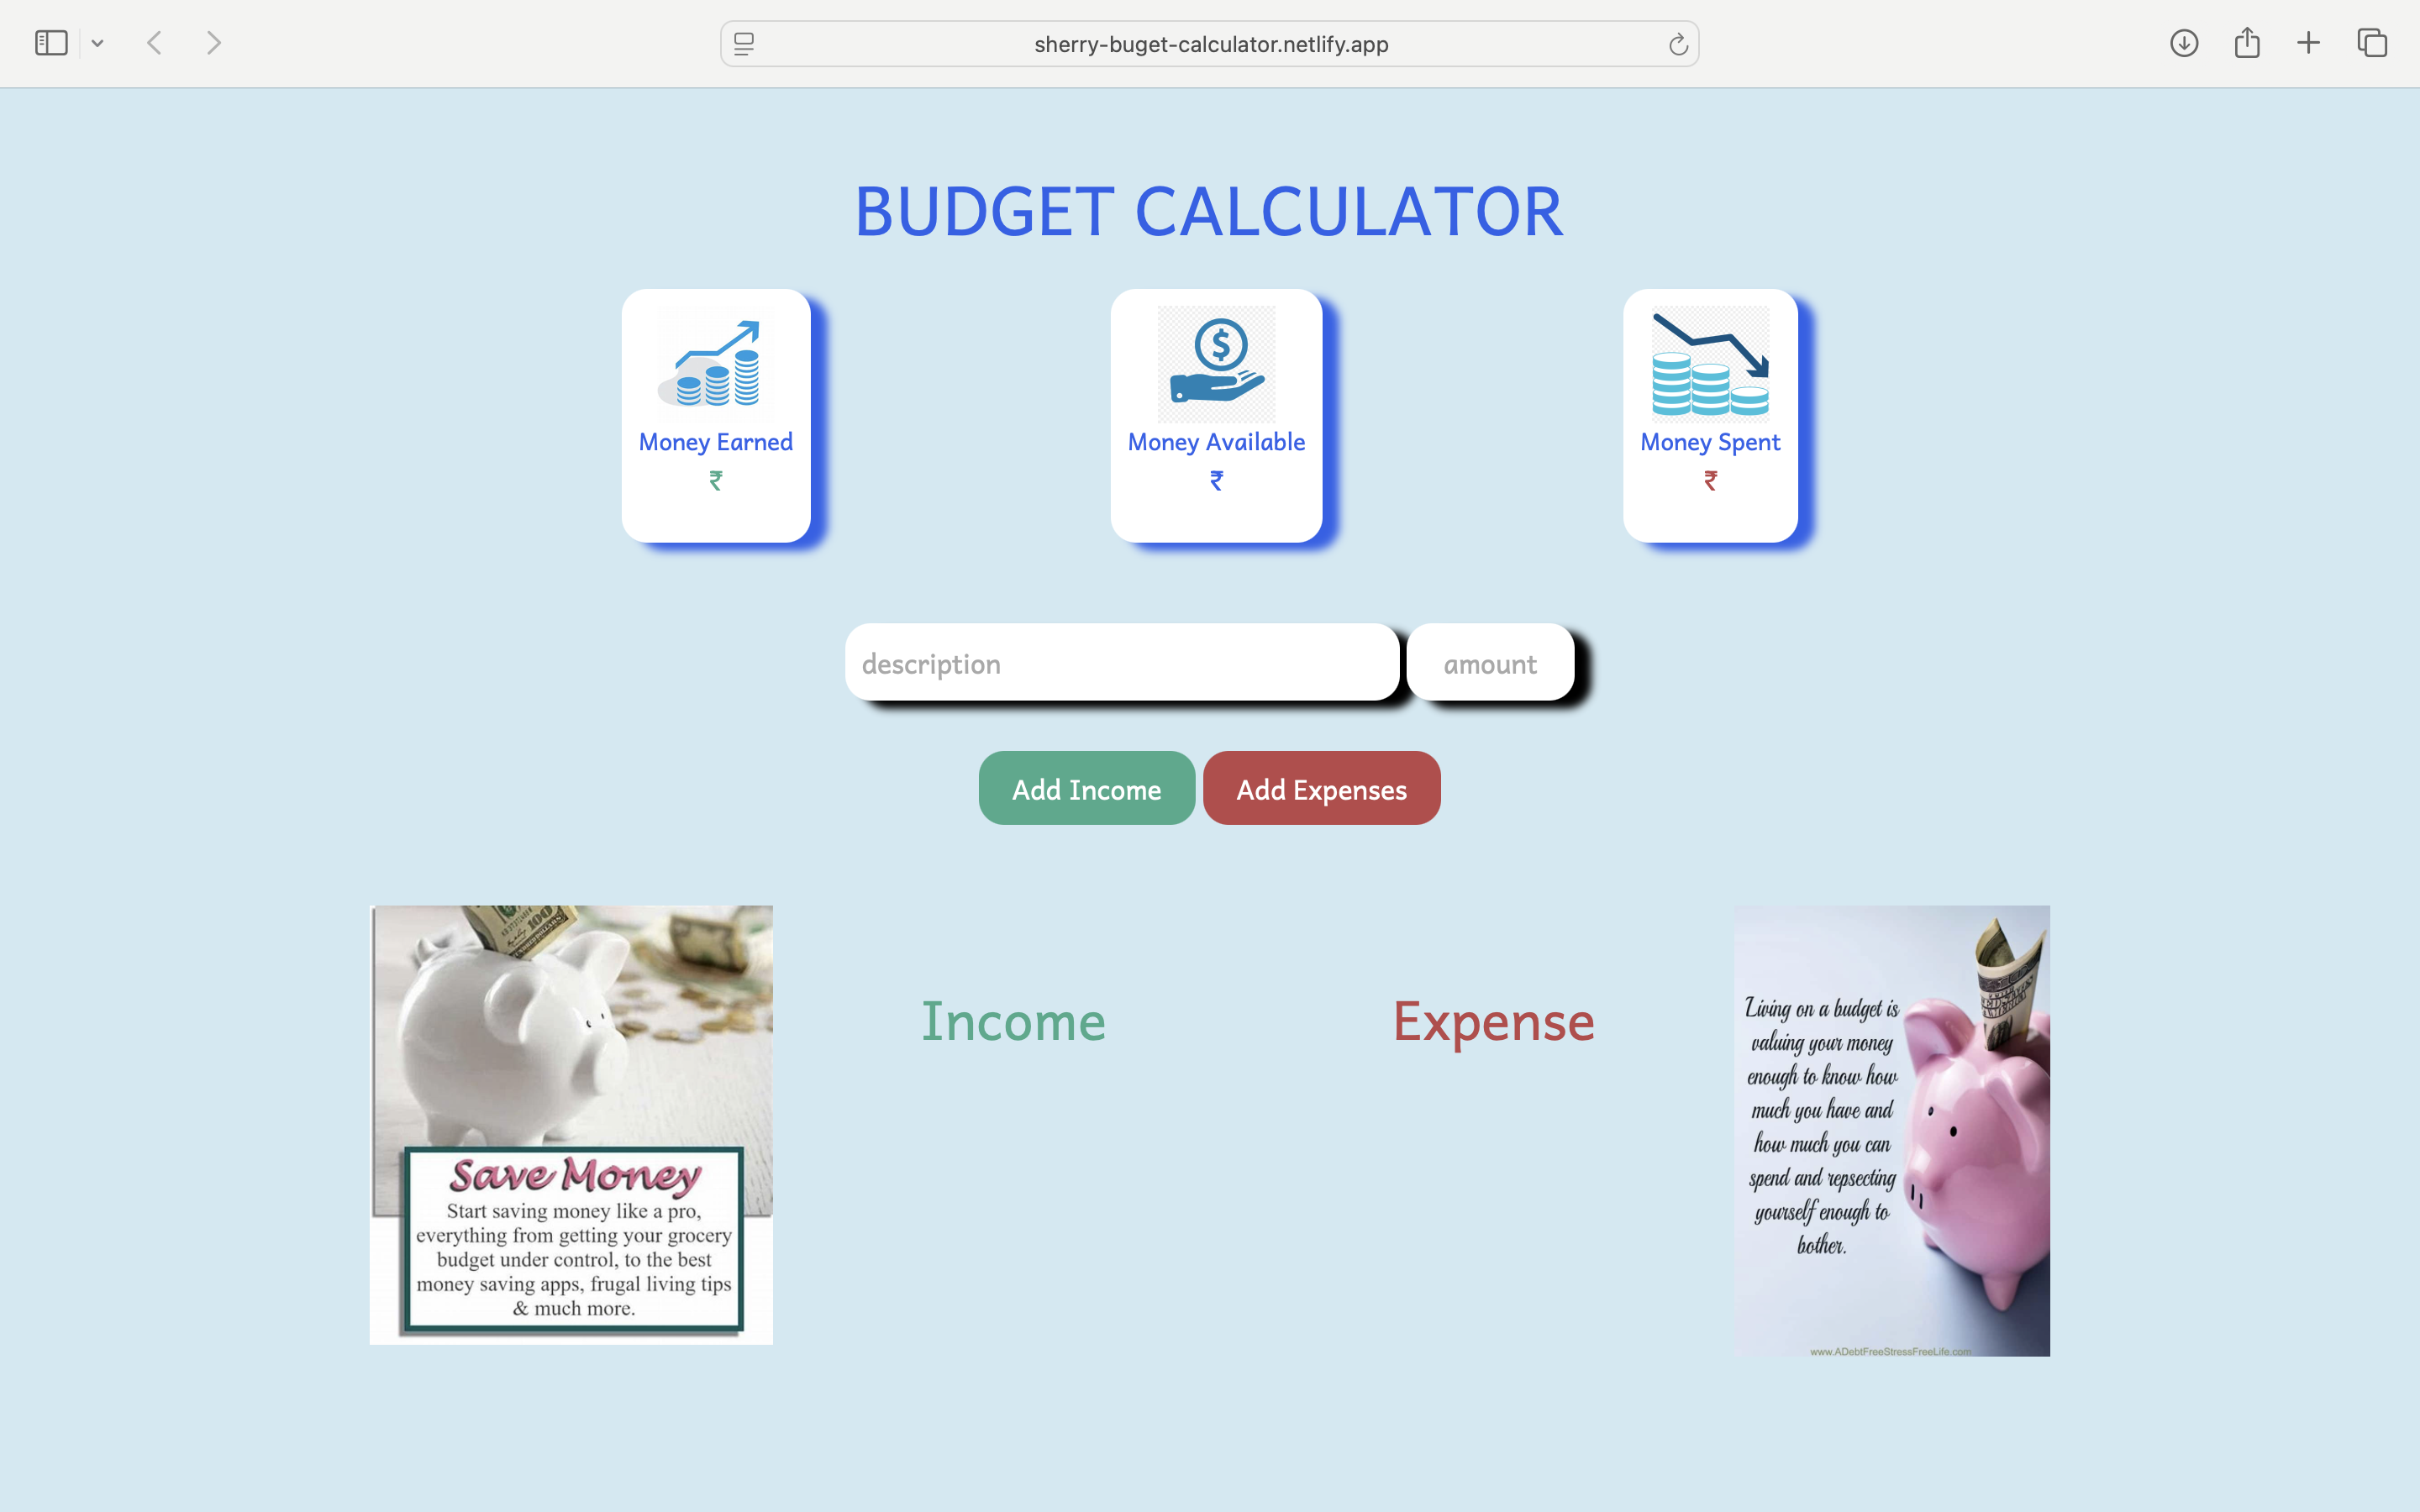 sherry-buget-calculator.netlify.app
BUDGET CALCULATOR
$
Money Earned
₹
Money Available
₹
Money Spent
₹
description
amount
Add Income
Add Expenses
100
Save Money
Start saving money like a pro,
everything from getting your grocery
budget under control, to the best
money saving apps, frugal living tips
& much more.
Income
Expense
Living on a budget is
valuing your money
enough to know how
much you have and
how much you can
spend and repsecting
yourself enough to
bother.
www.ADebtFreeStressFreeLife.com